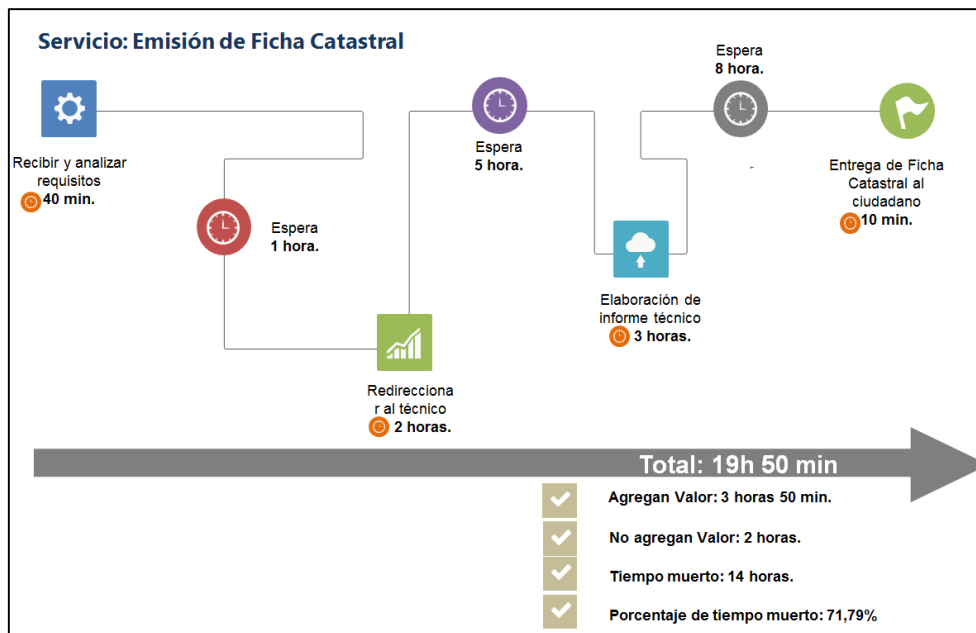 Servicio: Emisión de Ficha Catastral
Recibir y analizar
requisitos
40 min.
Espera
1 hora.
Redirecciona
r al técnico
2 horas.
Espera
5 hora.
Elaboración de
informe técnico
3 horas.
Espera
8 hora.
Entrega de Ficha
Catastral al
ciudadano
10 min.
Total: 19h 50 min
Agregan Valor: 3 horas 50 min.
No agregan Valor: 2 horas.
Tiempo muerto: 14 horas.
Porcentaje de tiempo muerto: 71,79%